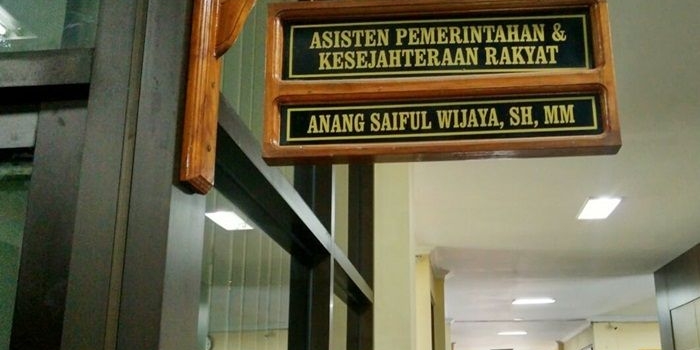 ASISTEN PEMERINTAHAN &
KESEJAHTERAAN RAKYAT
ANANG SAIFUL WIJAYA, SH, MM